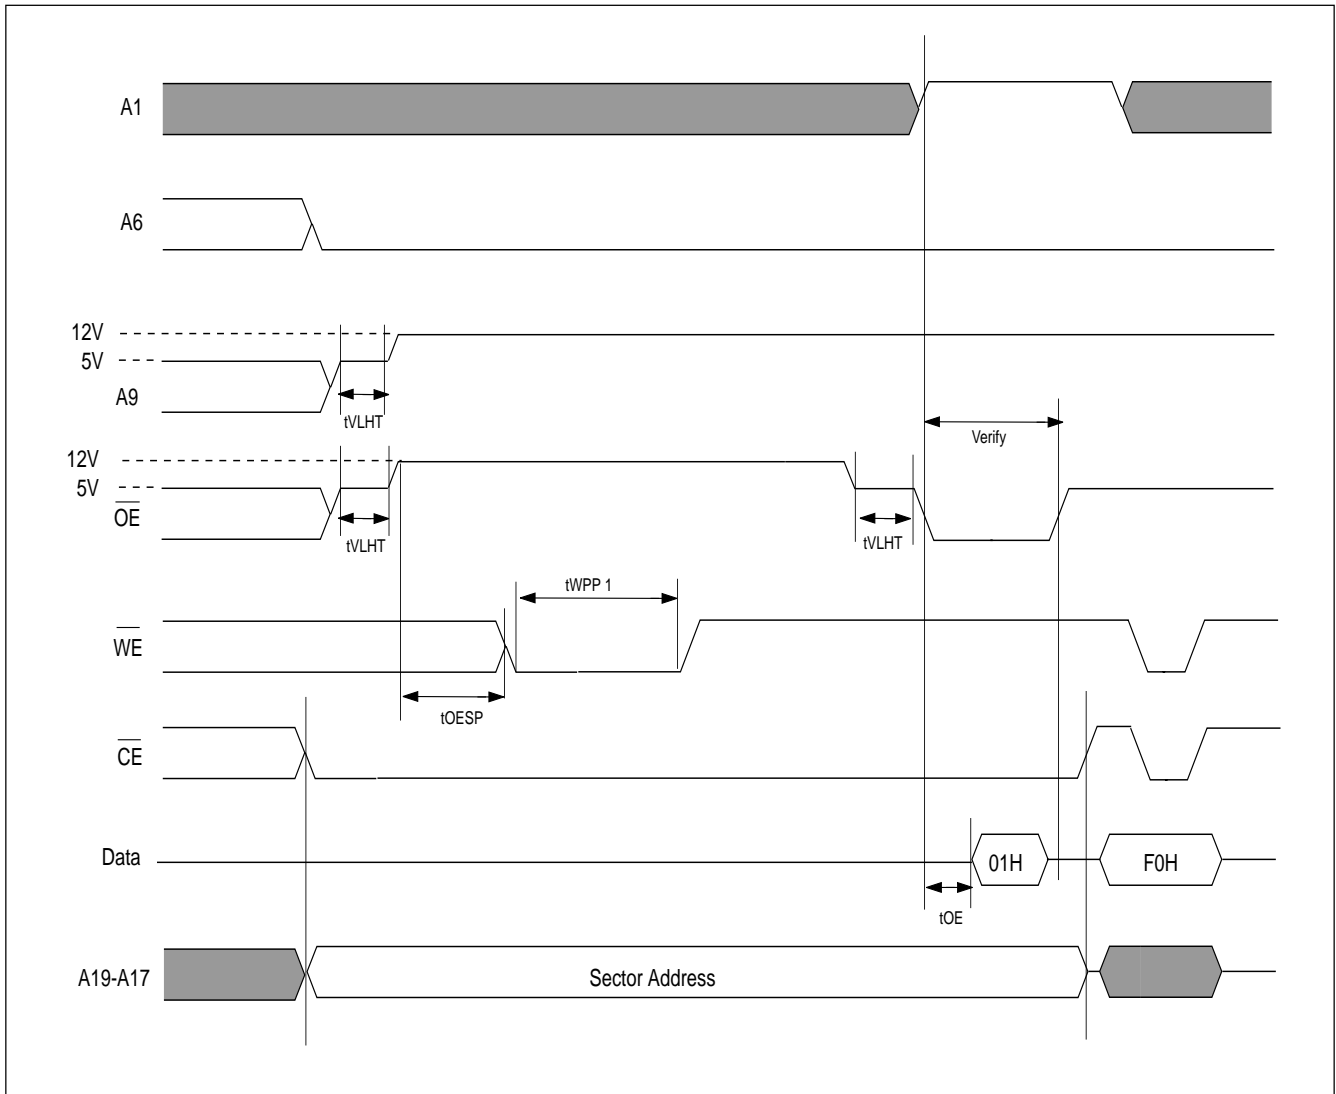 A1
A6
12V
5V
A9
tVLHT
Verify
12V
5V
OE
tVLHT
tVLHT
tWPP 1
WE
tOESP
CE
Data
01H
F0H
tOE
A19-A17
Sector Address